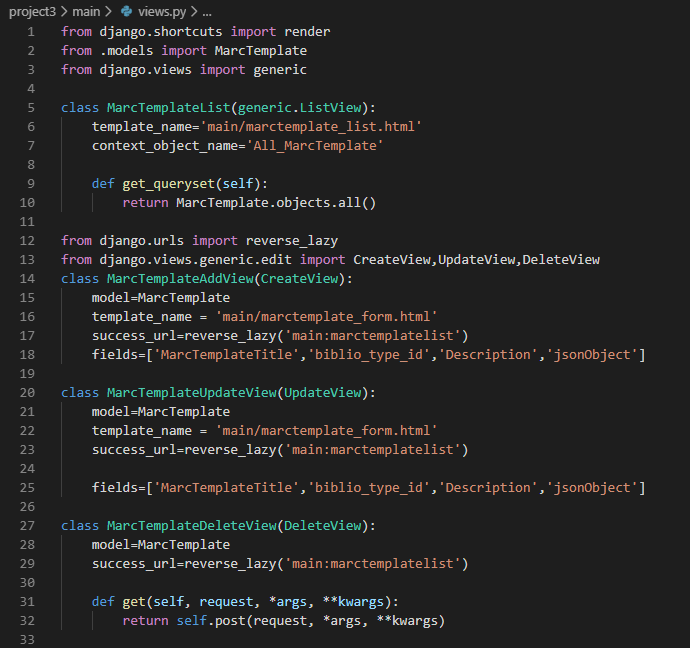 project3 > main > views.py > ...
1 from django.shortcuts import render
2 from .models import MarcTemplate
3 from django.views import generic
4
5 class MarcTemplateList(generic.ListView):
6     template_name='main/marctemplate_list.html'
7     context_object_name='All_MarcTemplate'
8
9     def get_queryset(self):
10         return MarcTemplate.objects.all()
11
12 from django.urls import reverse_lazy
13 from django.views.generic.edit import CreateView,UpdateView,DeleteView
14 class MarcTemplateAddView(CreateView):
15     model=MarcTemplate
16     template_name = 'main/marctemplate_form.html'
17     success_url=reverse_lazy('main:marctemplatelist')
18     fields=['MarcTemplateTitle','biblio_type_id','Description','jsonObject']
19
20 class MarcTemplateUpdateView(UpdateView):
21     model=MarcTemplate
22     template_name = 'main/marctemplate_form.html'
23     success_url=reverse_lazy('main:marctemplatelist')
24
25     fields=['MarcTemplateTitle','biblio_type_id','Description','jsonObject']
26
27 class MarcTemplateDeleteView(DeleteView):
28     model=MarcTemplate
29     success_url=reverse_lazy('main:marctemplatelist')
30
31     def get(self, request, *args, **kwargs):
32         return self.post(request, *args, **kwargs)
33